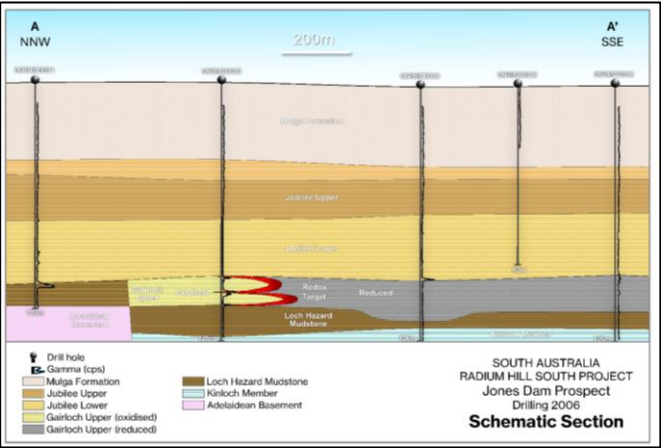 A
NNW
A'
SSE
200m
Mulga Formation
Jubilee Upper
Jubilee Lower
Redox
Target
Reduced
Loch Hazard
Mudstone
Drill hole
Gamma (cps)
Mulga Formation
Jubilee Upper
Jubilee Lower
Gairloch Upper (oxidised)
Gairloch Upper (reduced)
Loch Hazard Mudstone
Kinloch Member
Adelaidean Basement
SOUTH AUSTRALIA
RADIUM HILL SOUTH PROJECT
Jones Dam Prospect
Drilling 2006
Schematic Section